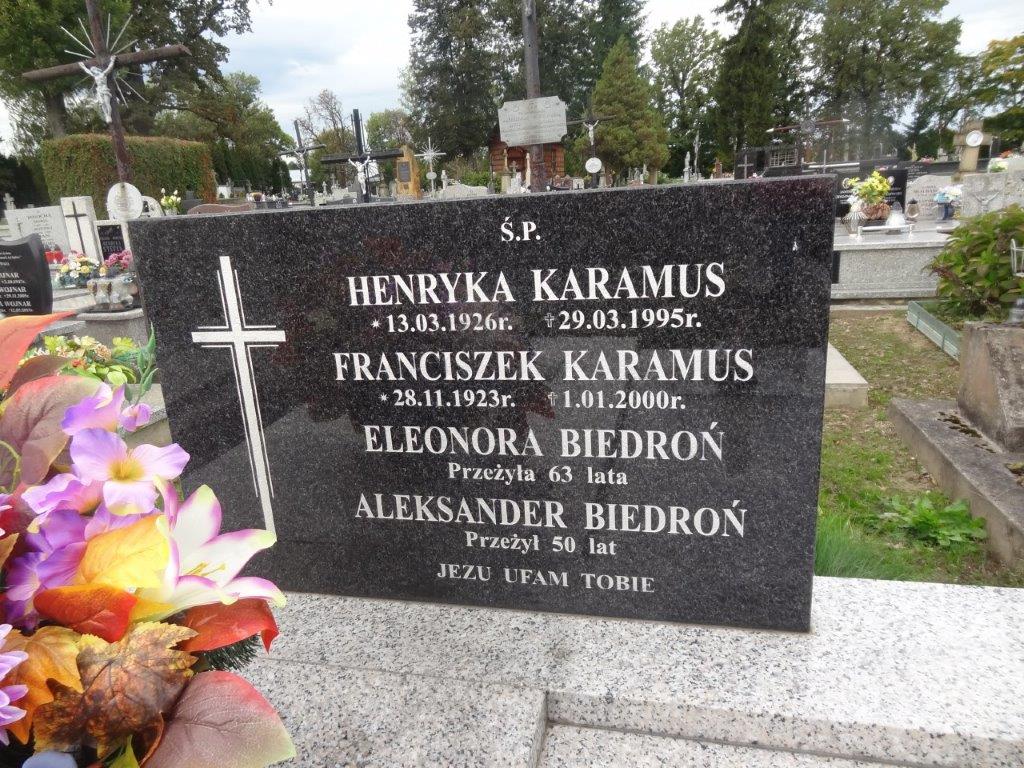 Ś.P.
HENRYKA KARAMUS
*13.03.1926r. †29.03.1995r.
FRANCISZEK KARAMUS
*28.11.1923r. †1.01.2000r.
ELEONORA BIEDROŃ
Przeżyła 63 lata
ALEKSANDER BIEDROŃ
Przeżył 50 lat
JEZU UFAM TOBIE
WOJNAR